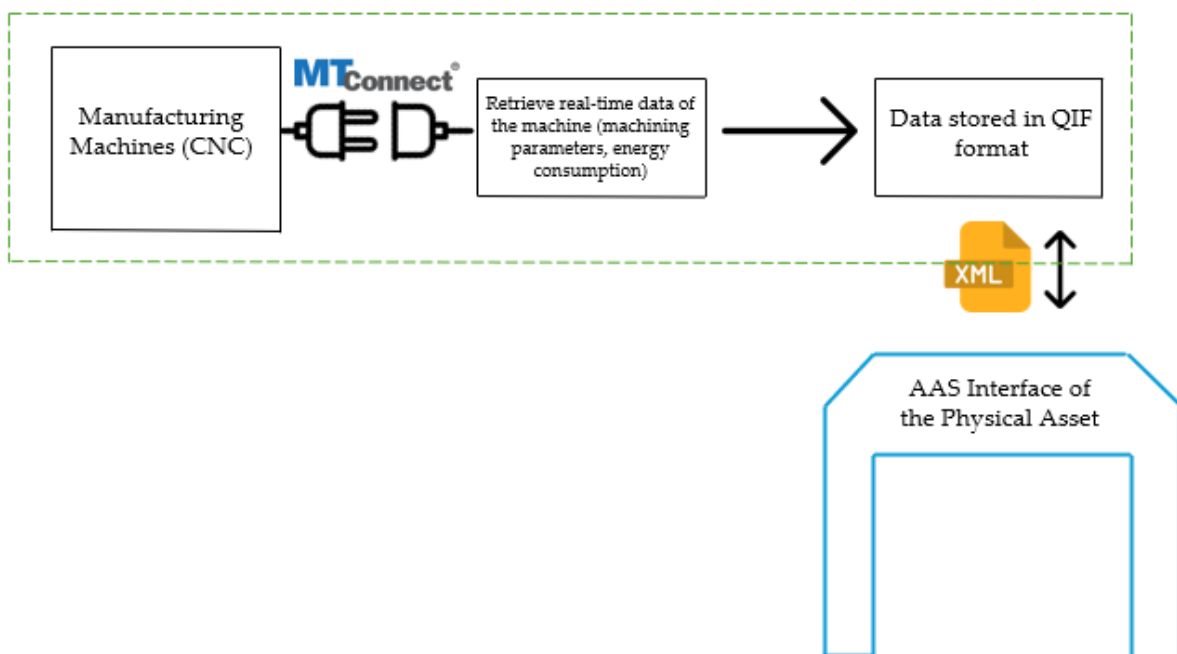 Manufacturing
Machines (CNC)
MTConnect®
Retrieve real-time data of
the machine (machining
parameters, energy
consumption)
Data stored in QIF
format
XML
AAS Interface of
the Physical Asset